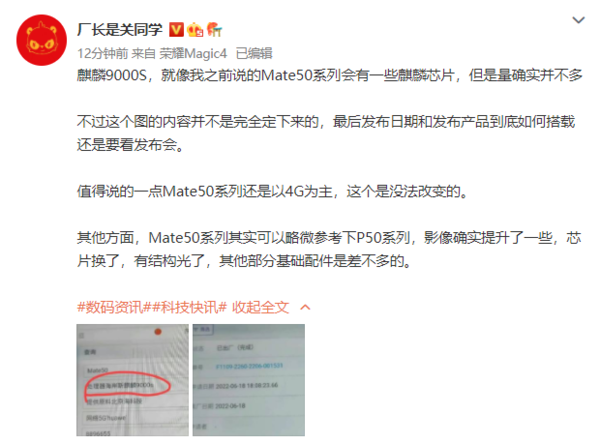 厂长是关同学
12分钟前 来自 荣耀Magic4 已编辑
麒麟9000S，就像我之前说的Mate50系列会有一些麒麟芯片，但是量确实并不多
不过这个图的内容并不是完全定下来的，最后发布日期和发布产品到底如何搭载
还是要看发布会。
值得说的一点Mate50系列还是以4G为主，这个是没法改变的。
其他方面，Mate50系列其实可以略微参考下P50系列，影像确实提升了一些，芯
片换了，有结构光了，其他部分基础配件是差不多的。
#数码资讯##科技快讯# 收起全文
Mate50
2022-06-18 18:08:23
2022-06-18